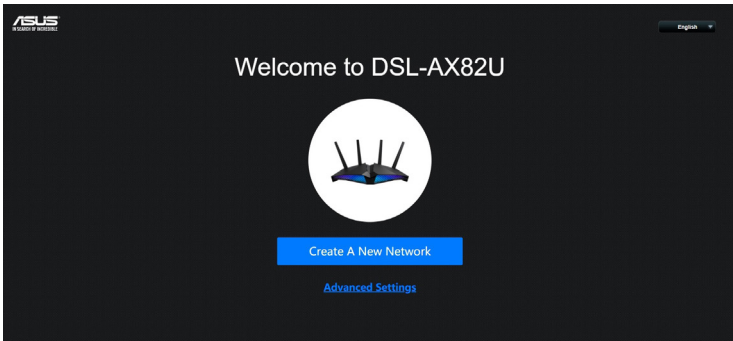 ASUS
IN SEARCH OF INCREDIBLE
English
Welcome to DSL-AX82U
Create A New Network
Advanced Settings